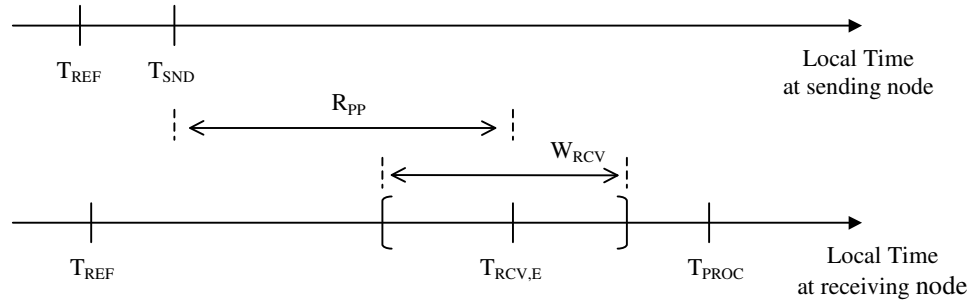 T_REF T_SND
Local Time
at sending node
R_PP
W_RCV
T_REF T_RCV,E T_PROC
Local Time
at receiving node